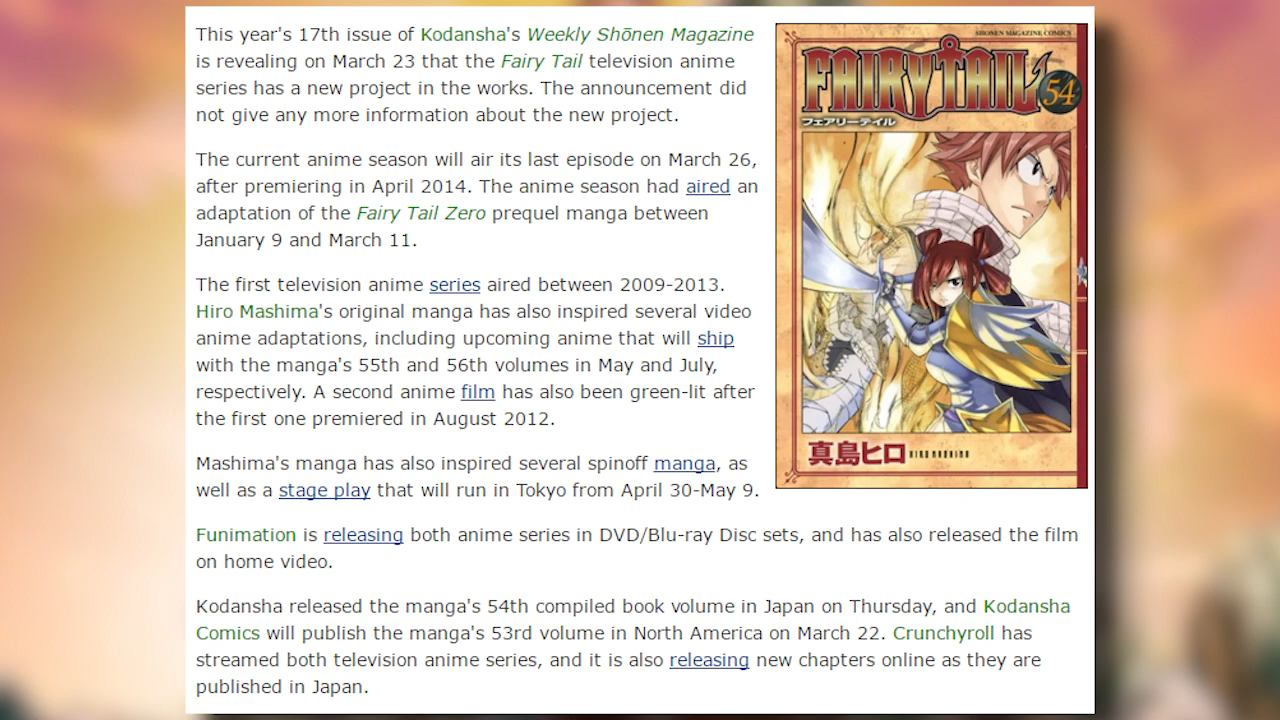 This year's 17th issue of Kodansha's Weekly Shōnen Magazine
is revealing on March 23 that the Fairy Tail television anime
series has a new project in the works. The announcement did
not give any more information about the new project.
The current anime season will air its last episode on March 26,
after premiering in April 2014. The anime season had aired an
adaptation of the Fairy Tail Zero prequel manga between
January 9 and March 11.
The first television anime series aired between 2009-2013.
Hiro Mashima's original manga has also inspired several video
anime adaptations, including upcoming anime that will ship
with the manga's 55th and 56th volumes in May and July,
respectively. A second anime film has also been green-lit after
the first one premiered in August 2012.
Mashima's manga has also inspired several spinoff manga, as
well as a stage play that will run in Tokyo from April 30-May 9.
Funimation is releasing both anime series in DVD/Blu-ray Disc sets, and has also released the film
on home video.
Kodansha released the manga's 54th compiled book volume in Japan on Thursday, and Kodansha
Comics will publish the manga's 53rd volume in North America on March 22. Crunchyroll has
streamed both television anime series, and it is also releasing new chapters online as they are
published in Japan.
SHONEN MAGAZINE COMICS
FAIRY TAIL 54
フェアリーテイル
真島ヒロ HIRO MASHIMA